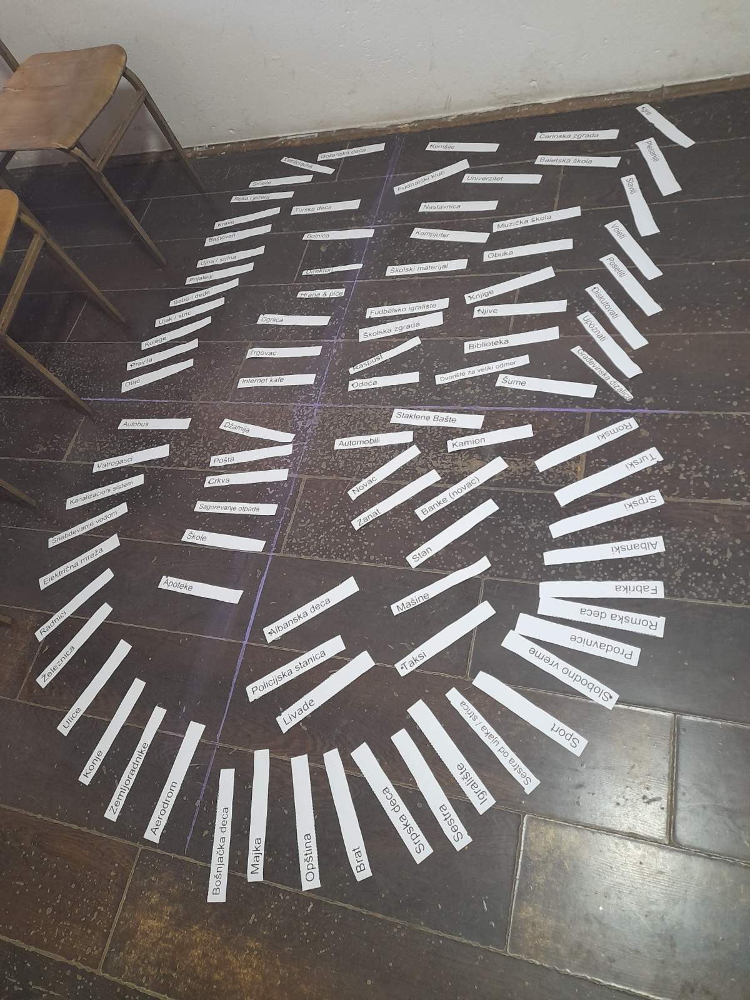 Goranska deca
Zemljoradnik
Smeće
Reka i jezera
Turska deca
Krave
Baštovan
Bolnica
Ujna / strina
Direktorj
Prijatelji
Babe i dede
Hrana & piće
Ujak / stric
Ogrlica
Kolege
Trgovac
Pravila
Otac
Internet kafe
Komšije
Carinska zgrada
Igre
Plesanje
Baletska škola
Fudbalski klub
Univerzitet
Slaviti
Nastavnica
Muzička škola
Kompjuter
Voleti
Obuka
Posetiti
Školski materijal
Knjige
Diskutovati
Fudbalsko igralište
Njive
Školska zgrada
Upoznati
Biblioteka
Raspust
Građevinska dizalica
Dvorište za veliki odmor
Odeća
Šume
Autobus
Džamija
Vatrogasci
Pošta
Crkva
Kanalizacioni sistem
Sagorevanje otpada
Snabdevanje vodom
Škole
Električna mreža
Apoteke
Radnici
Železnica
Ulice
Konje
Zemljoradnike
Aerodrom
Staklene Bašte
Automobili
Kamion
Romski
Turski
Novac
Banke (novac)
Zanat
Srpski
Stan
Albanski
Fabrika
Mašine
Romska deca
Albanska deca
Prodavnice
Taksi
Slobodno vreme
Policijska stanica
Livade
Sport
Sestra od ujaka / strica
Igralište
Sestra
Srpska deca
Brat
Opština
Majka
Bošnjačka deca